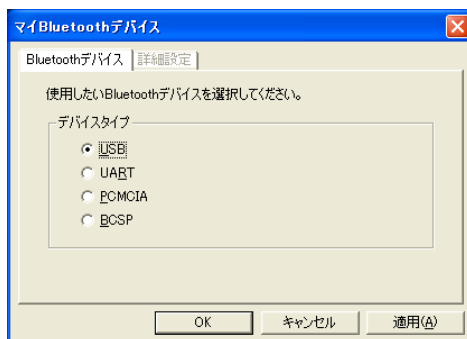 マイBluetoothデバイス
Bluetoothデバイス 詳細設定
使用したいBluetoothデバイスを選択してください。
デバイスタイプ
USB
UART
PCMCIA
BCSP
OK キャンセル 適用(A)